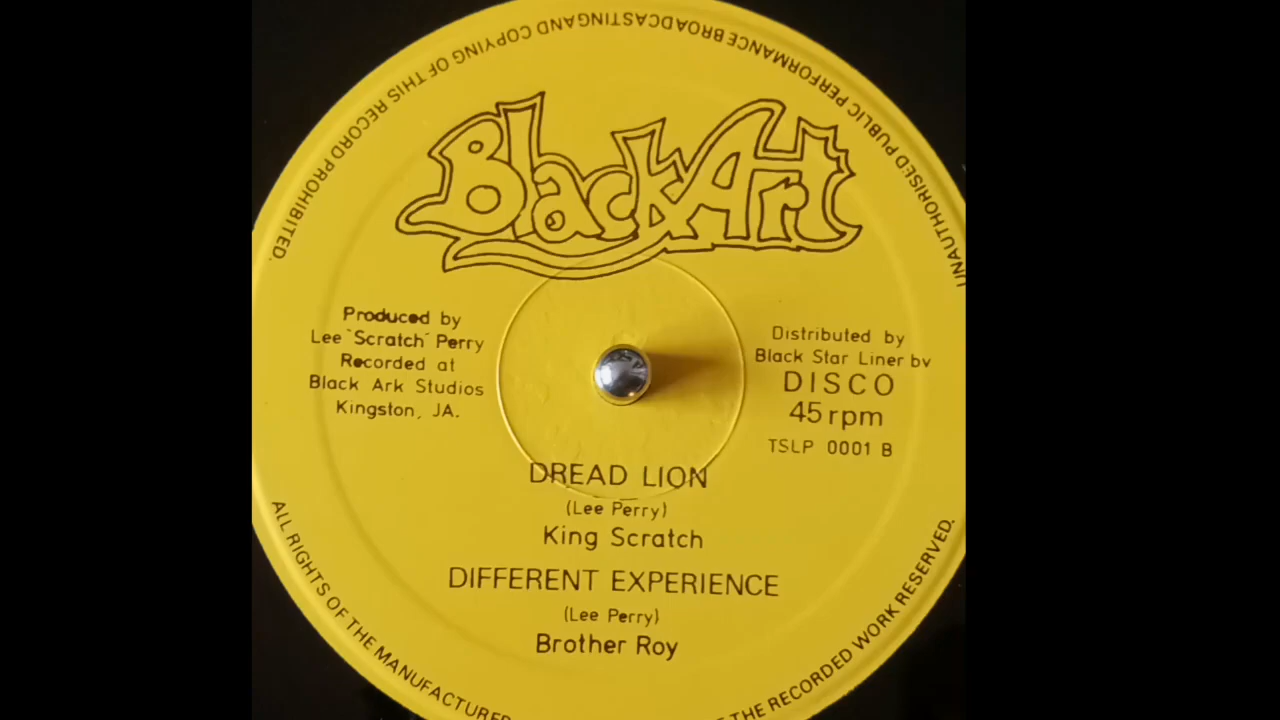 UNAUTHORISED PUBLIC PERFORMANCE BROADCASTING AND COPYING OF THIS RECORD PROHIBITED.
Black Art
Produced by
Lee "Scratch" Perry
Recorded at
Black Ark Studios
Kingston, JA.
Distributed by
Black Star Liner bv
DISCO
45 rpm
TSLP 0001 B
DREAD LION
(Lee Perry)
King Scratch
DIFFERENT EXPERIENCE
(Lee Perry)
Brother Roy
ALL RIGHTS OF THE MANUFACTURER
THE RECORDED WORK RESERVED.